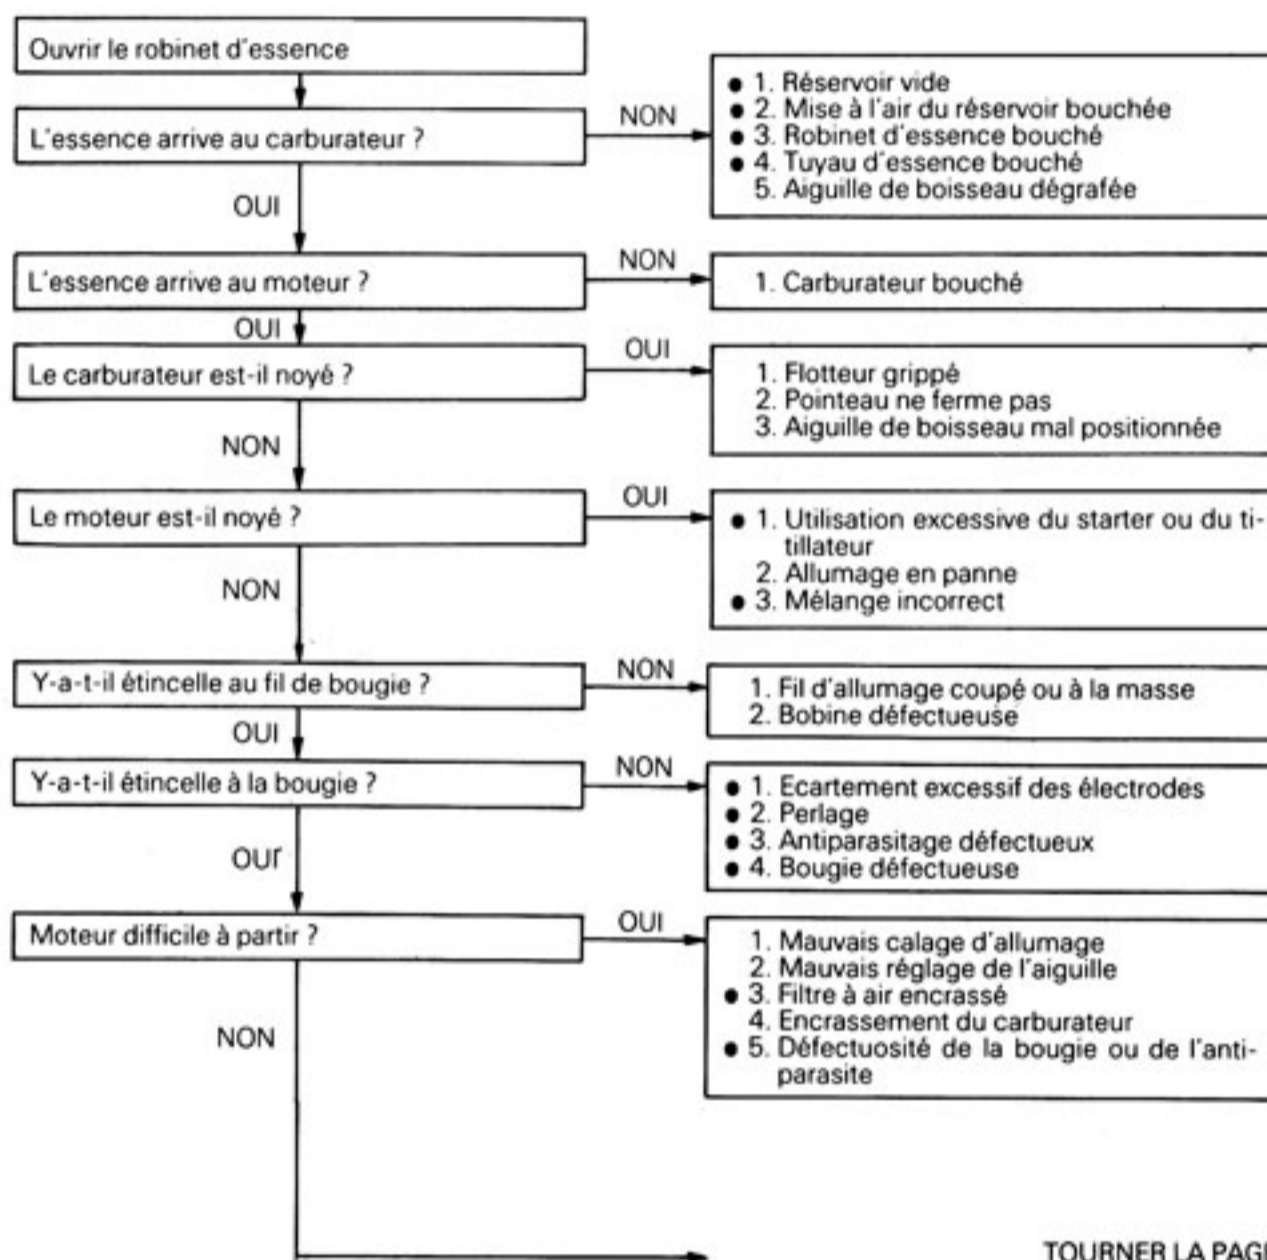 Ouvrir le robinet d'essence
L'essence arrive au carburateur ?
NON
● 1. Réservoir vide
● 2. Mise à l'air du réservoir bouchée
● 3. Robinet d'essence bouché
● 4. Tuyau d'essence bouché
5. Aiguille de boisseau dégrafée
OUI
L'essence arrive au moteur ?
NON
1. Carburateur bouché
OUI
Le carburateur est-il noyé ?
OUI
1. Flotteur grippé
2. Pointeau ne ferme pas
3. Aiguille de boisseau mal positionnée
NON
Le moteur est-il noyé ?
OUI
● 1. Utilisation excessive du starter ou du ti-
tillateur
2. Allumage en panne
● 3. Mélange incorrect
NON
Y-a-t-il étincelle au fil de bougie ?
NON
1. Fil d'allumage coupé ou à la masse
2. Bobine défectueuse
OUI
Y-a-t-il étincelle à la bougie ?
NON
● 1. Ecartement excessif des électrodes
● 2. Perlage
● 3. Antiparasitage défectueux
● 4. Bougie défectueuse
OUI
Moteur difficile à partir ?
OUI
1. Mauvais calage d'allumage
2. Mauvais réglage de l'aiguille
● 3. Filtre à air encrassé
4. Encrassement du carburateur
● 5. Défectuosité de la bougie ou de l'anti-
parasite
NON
TOURNER LA PAGE